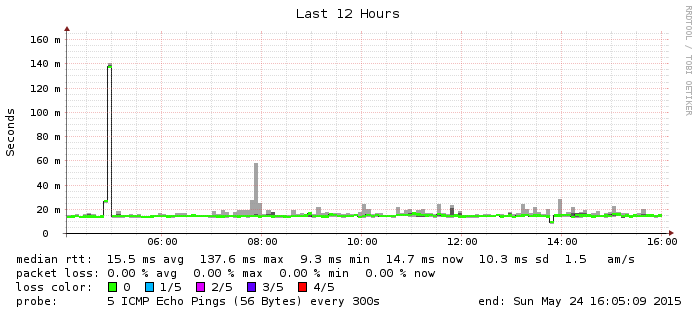 Last 12 Hours
RRDTOOL / TOBI OETIKER
Seconds
160 m
140 m
120 m
100 m
80 m
60 m
40 m
20 m
0
06:00 08:00 10:00 12:00 14:00 16:00
median rtt: 15.5 ms avg 137.6 ms max 9.3 ms min 14.7 ms now 10.3 ms sd 1.5 am/s
packet loss: 0.00 % avg 0.00 % max 0.00 % min 0.00 % now
loss color: 0 1/5 2/5 3/5 4/5
probe: 5 ICMP Echo Pings (56 Bytes) every 300s end: Sun May 24 16:05:09 2015